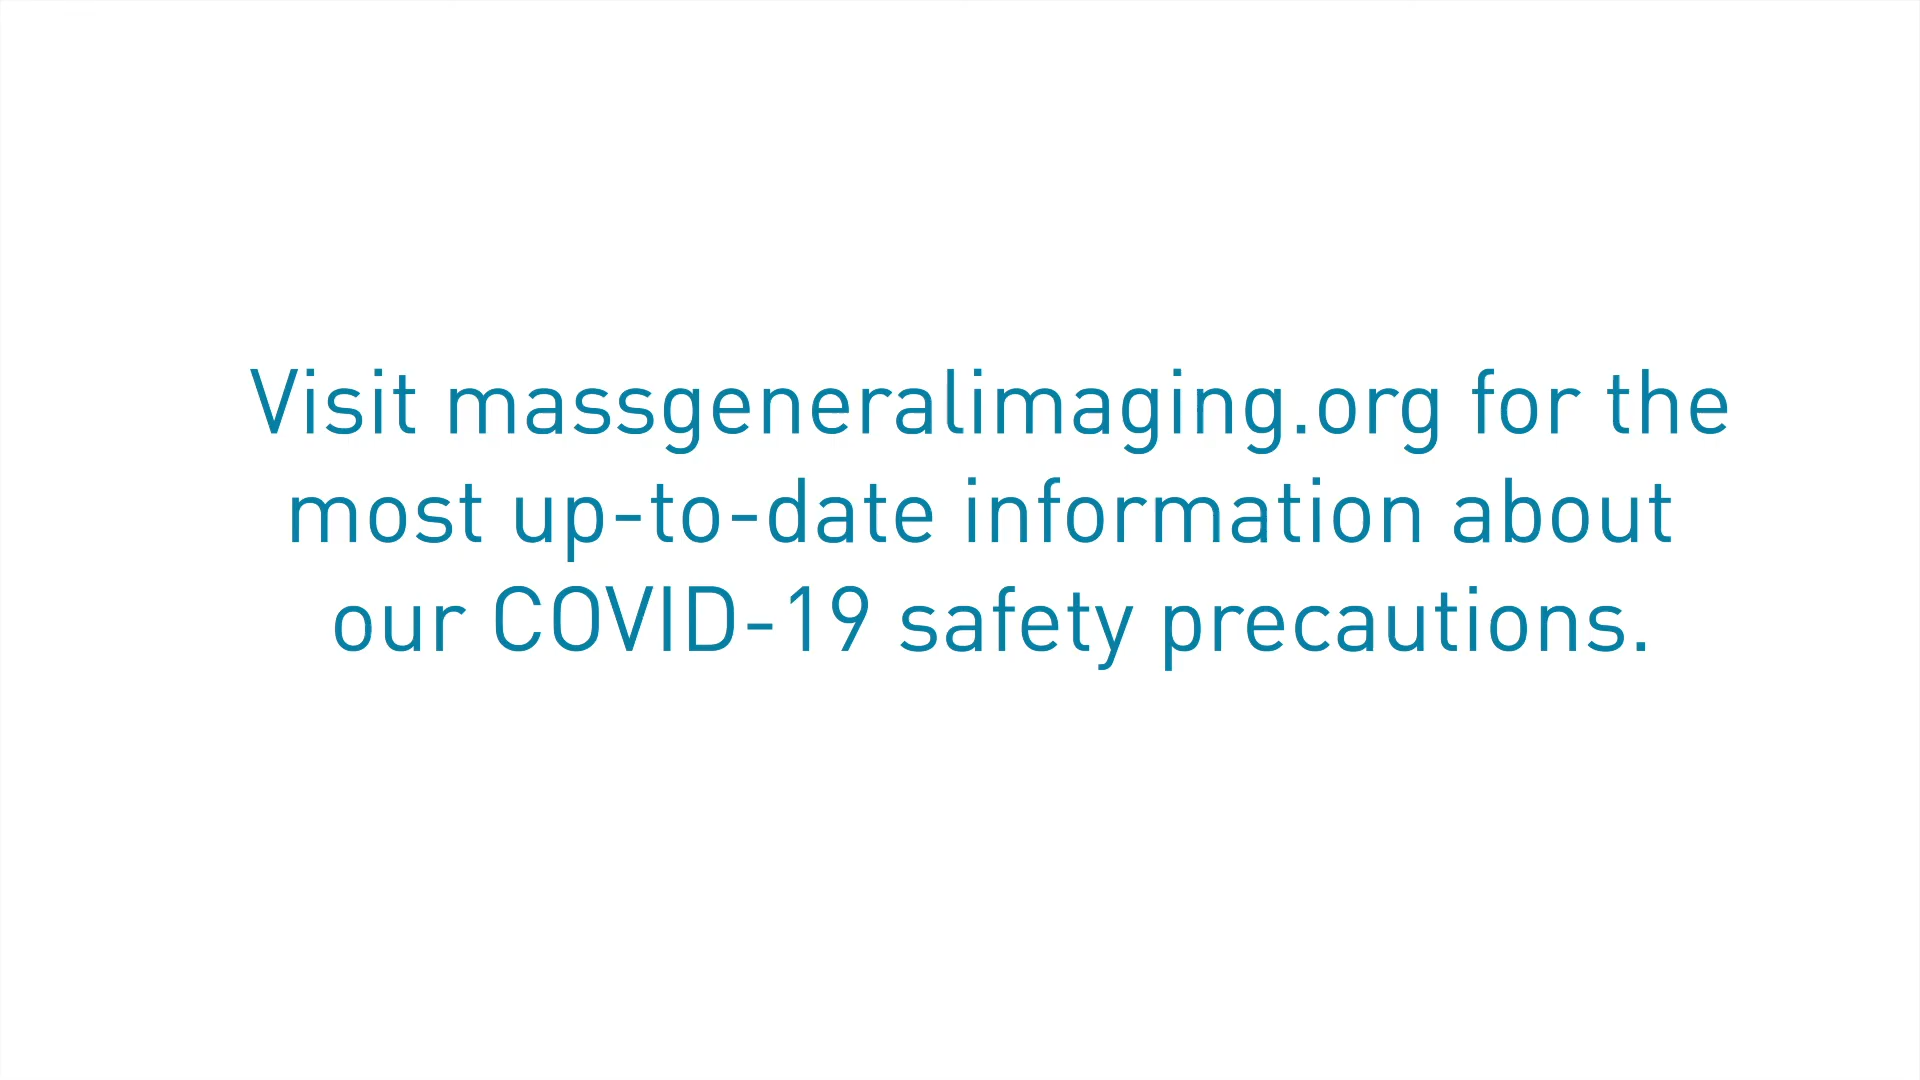 Visit massgeneralimaging.org for the
most up-to-date information about
our COVID-19 safety precautions.